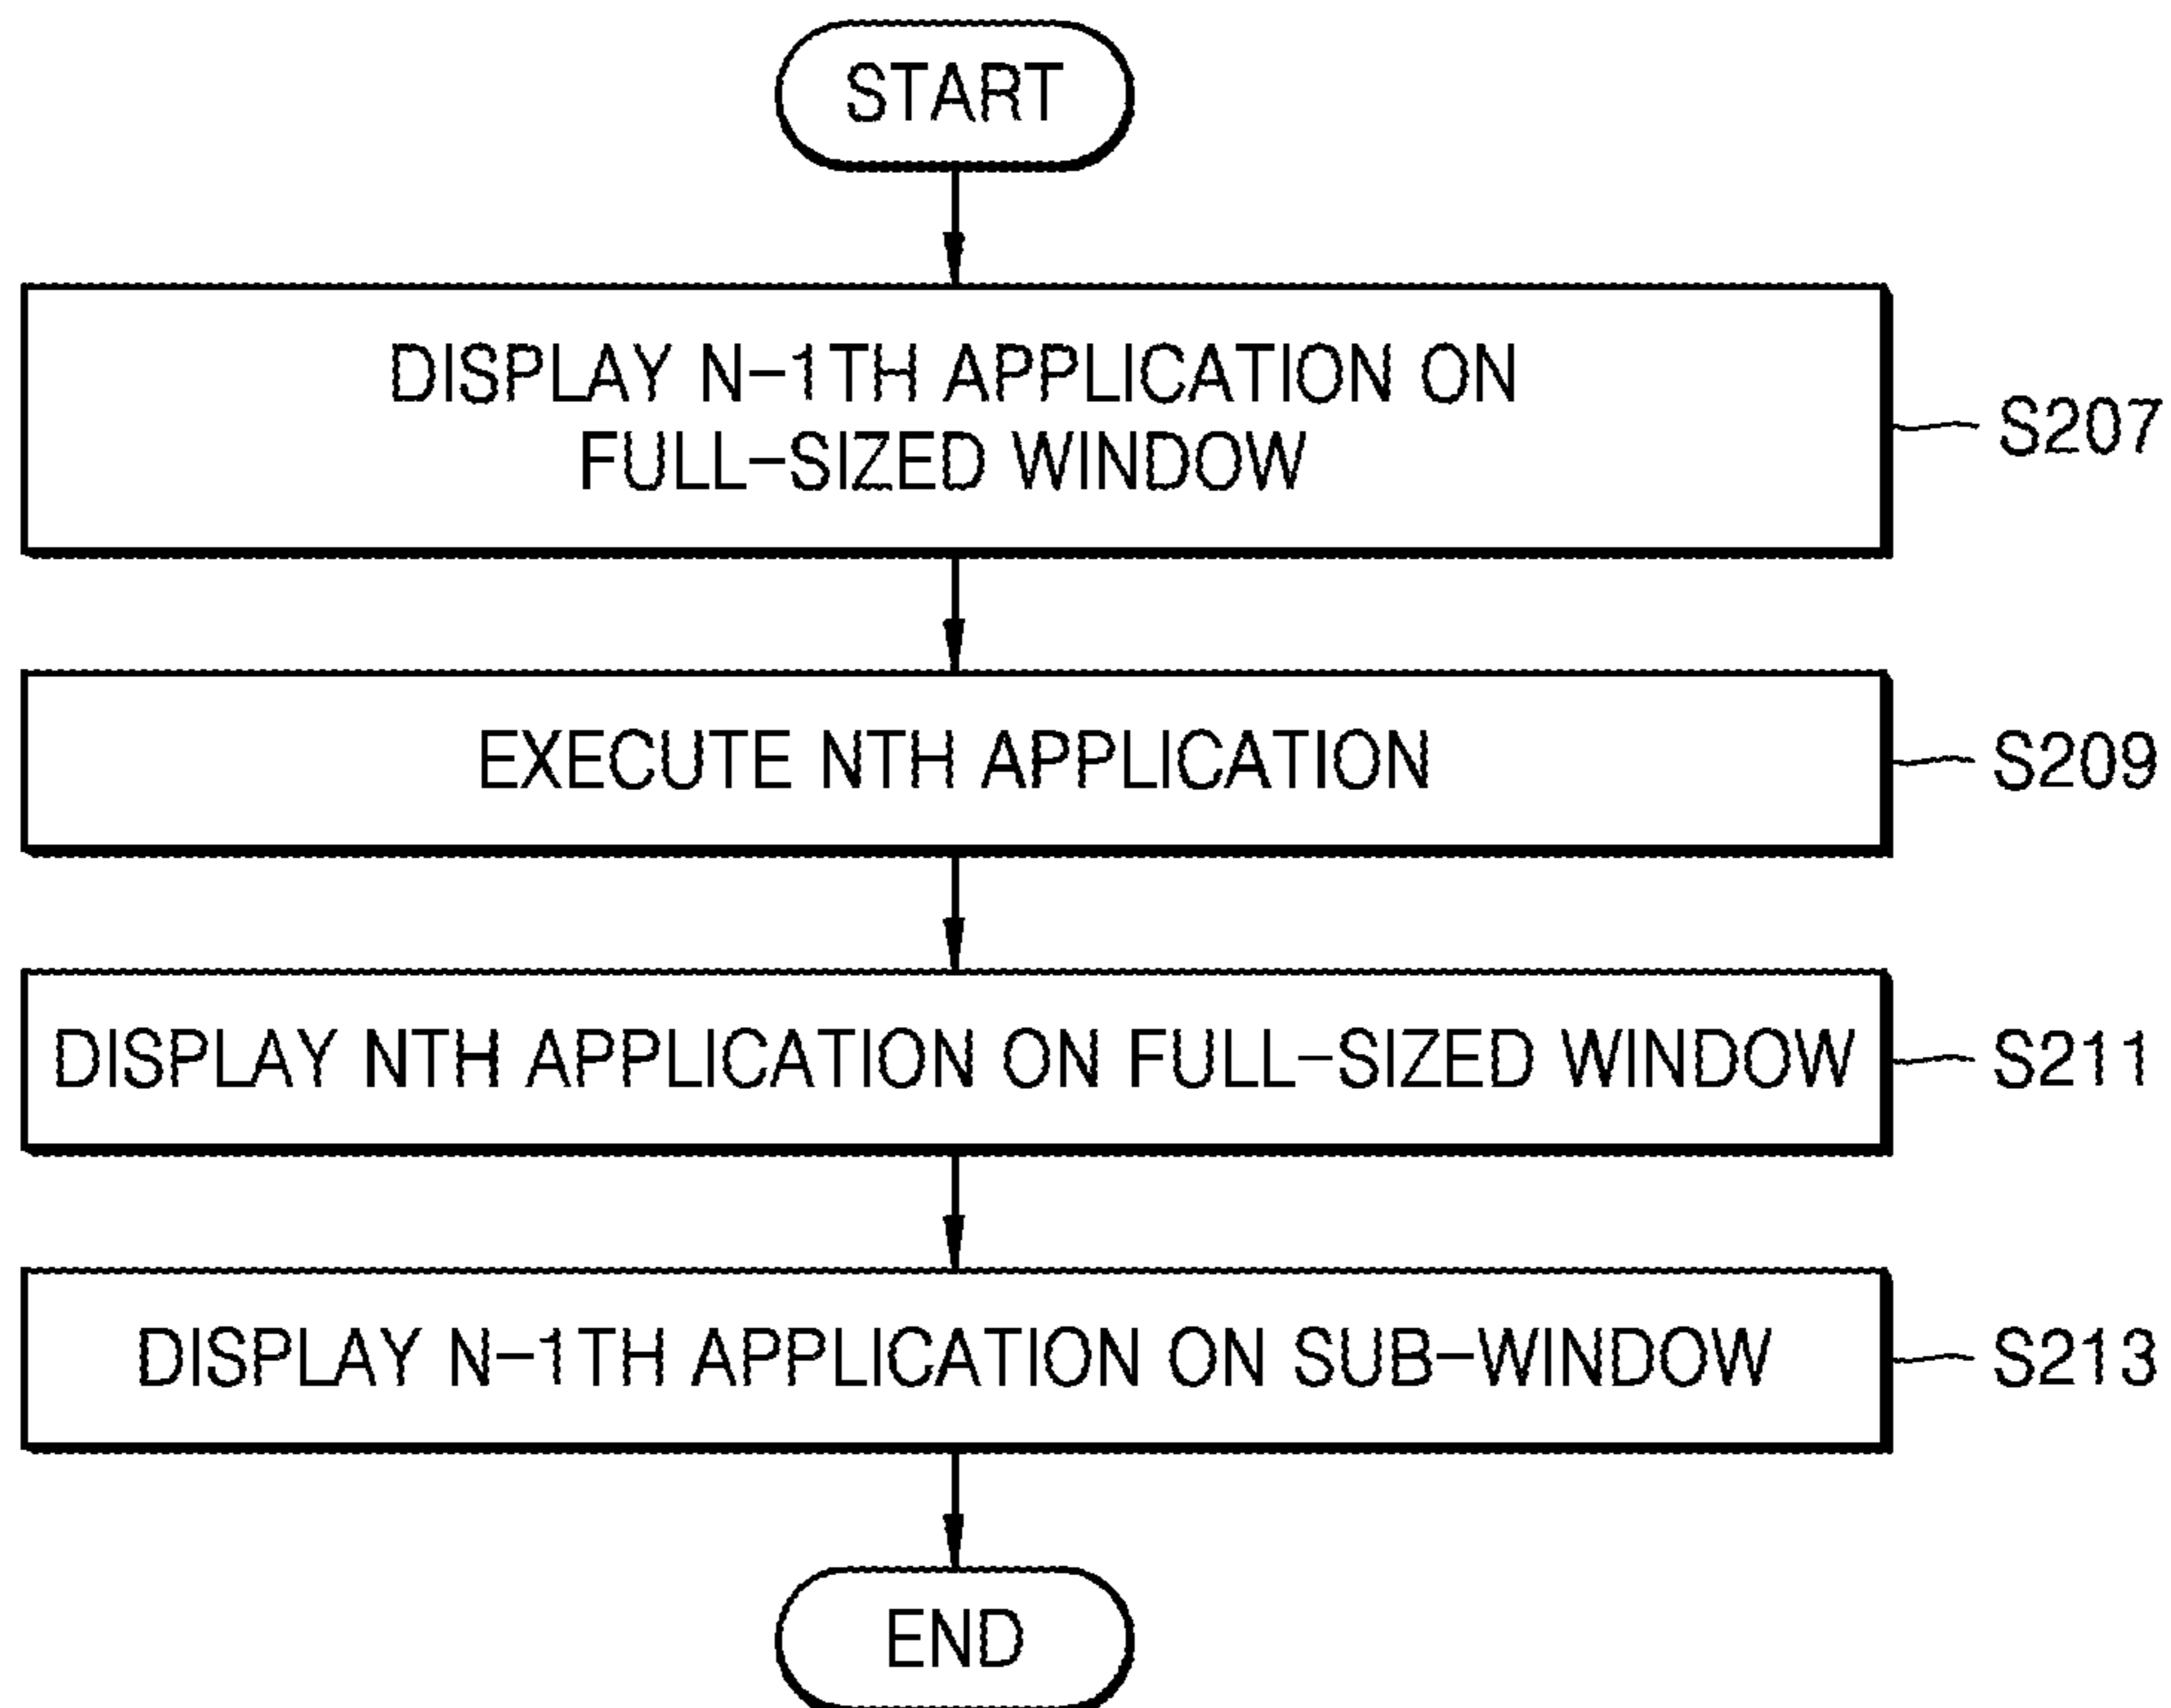 START
DISPLAY N-1TH APPLICATION ON
FULL-SIZED WINDOW
S207
EXECUTE NTH APPLICATION
S209
DISPLAY NTH APPLICATION ON FULL-SIZED WINDOW
S211
DISPLAY N-1TH APPLICATION ON SUB-WINDOW
S213
END